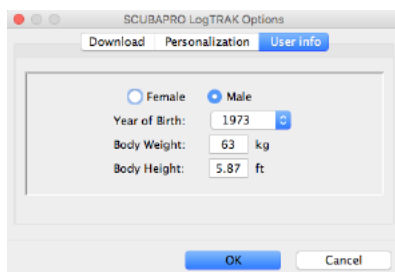 SCUBAPRO LogTRAK Options
Download Personalization User info
Female Male
Year of Birth: 1973
Body Weight: 63 kg
Body Height: 5.87 ft
OK Cancel